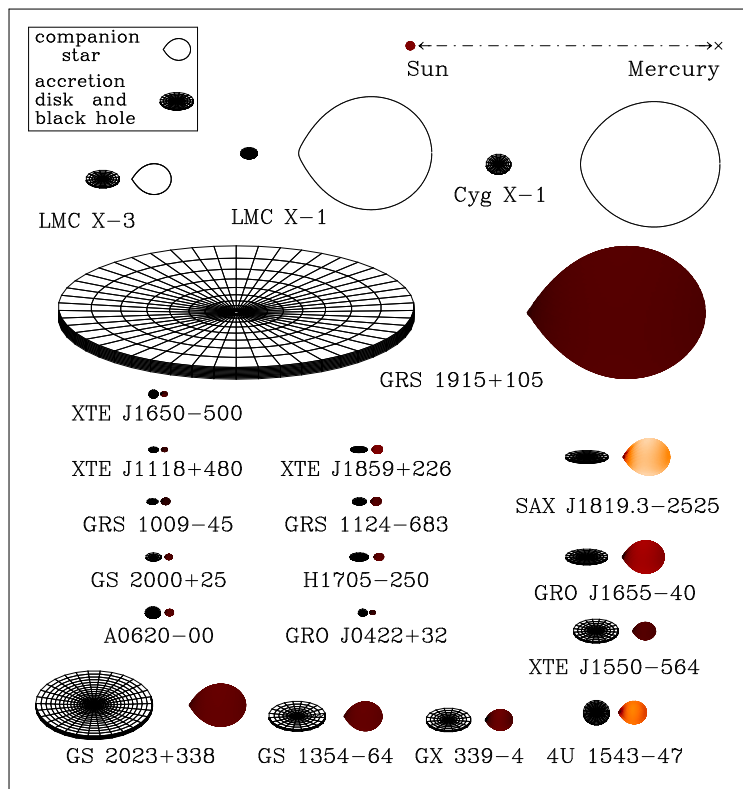 companion
star
accretion
disk and
black hole
Sun
Mercury
LMC X−3
LMC X−1
Cyg X−1
GRS 1915+105
XTE J1650−500
XTE J1118+480
XTE J1859+226
SAX J1819.3−2525
GRS 1009−45
GRS 1124−683
GS 2000+25
H1705−250
GRO J1655−40
A0620−00
GRO J0422+32
XTE J1550−564
GS 2023+338
GS 1354−64
GX 339−4
4U 1543−47